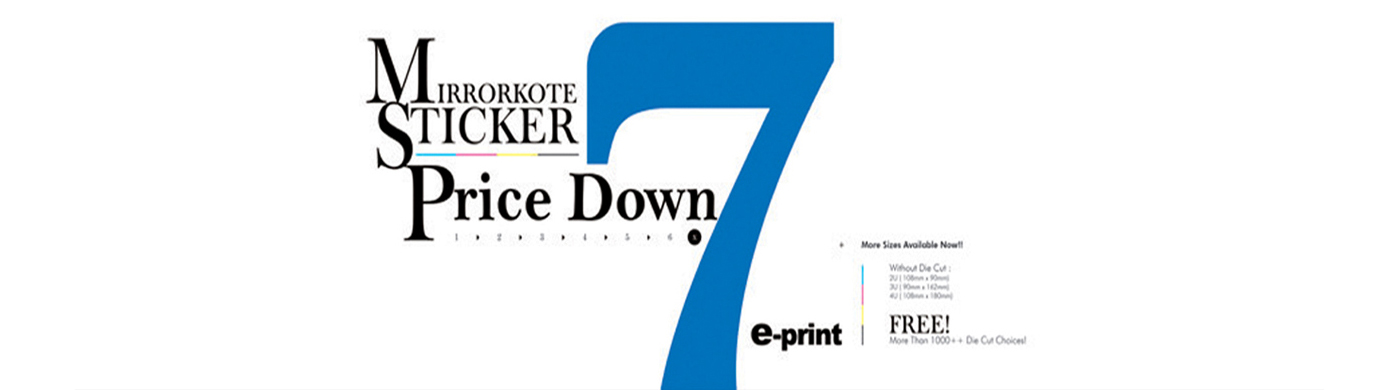 MIRRORKOTE
STICKER
Price Down
7
1 2 3 4 5 6
+ More Sizes Available Now!!
Without Die Cut :
2U ( 108mm x 90mm)
3U ( 90mm x 162mm)
4U ( 108mm x 180mm)
e-print
FREE!
More Than 1000++ Die Cut Choices!